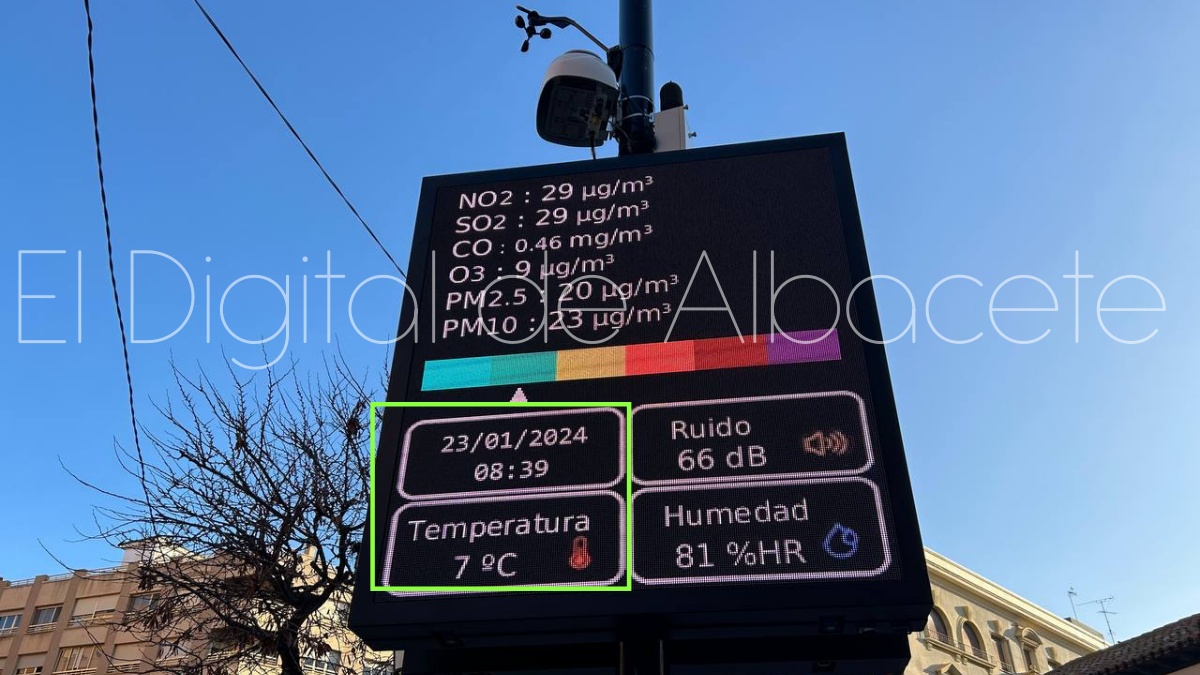 NO2 : 29 µg/m³
SO2 : 29 µg/m³
CO : 0.46 mg/m³
O3 : 9 µg/m³
PM2.5 : 20 µg/m³
PM10 : 23 µg/m³
El Digital de Albacete
23/01/2024
08:39
Ruido
66 dB
Temperatura
7 ºC
Humedad
81 %HR